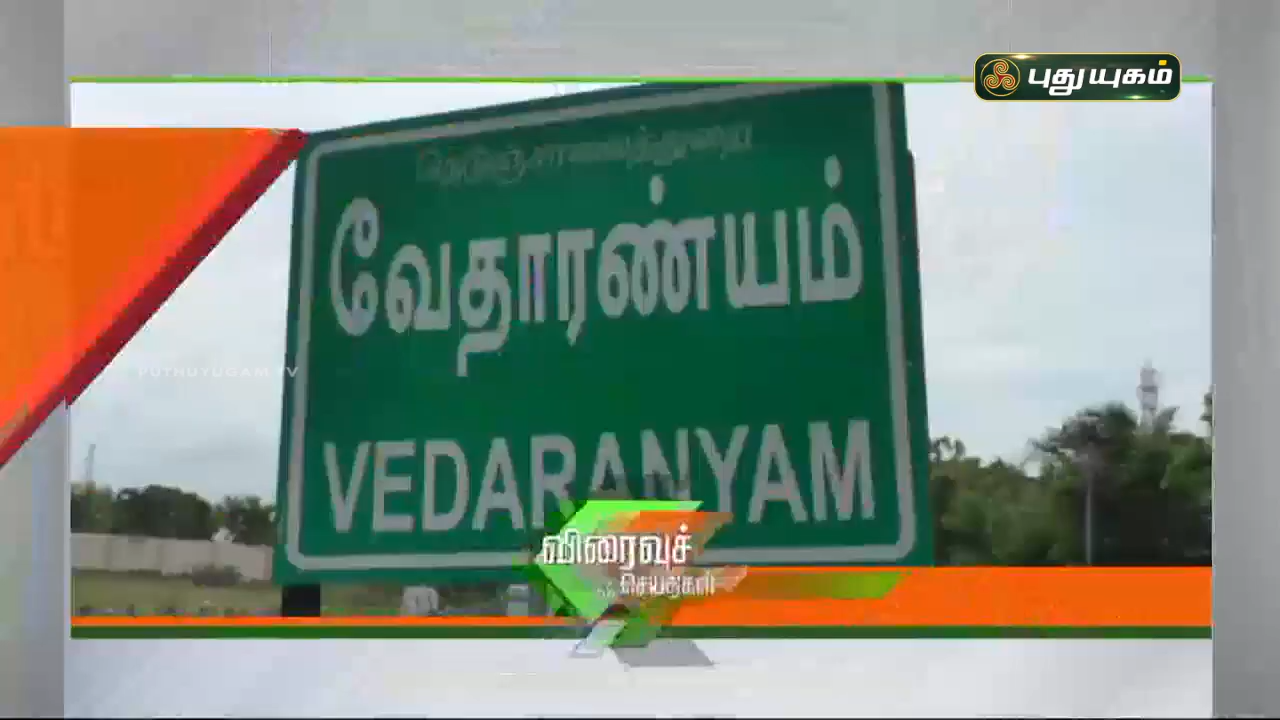 புதுயுகம்
நெடுஞ்சாலைத்துறை
வேதாரண்யம்
PUTHUYUGAM TV
VEDARANYAM
விரைவுச்
செய்திகள்